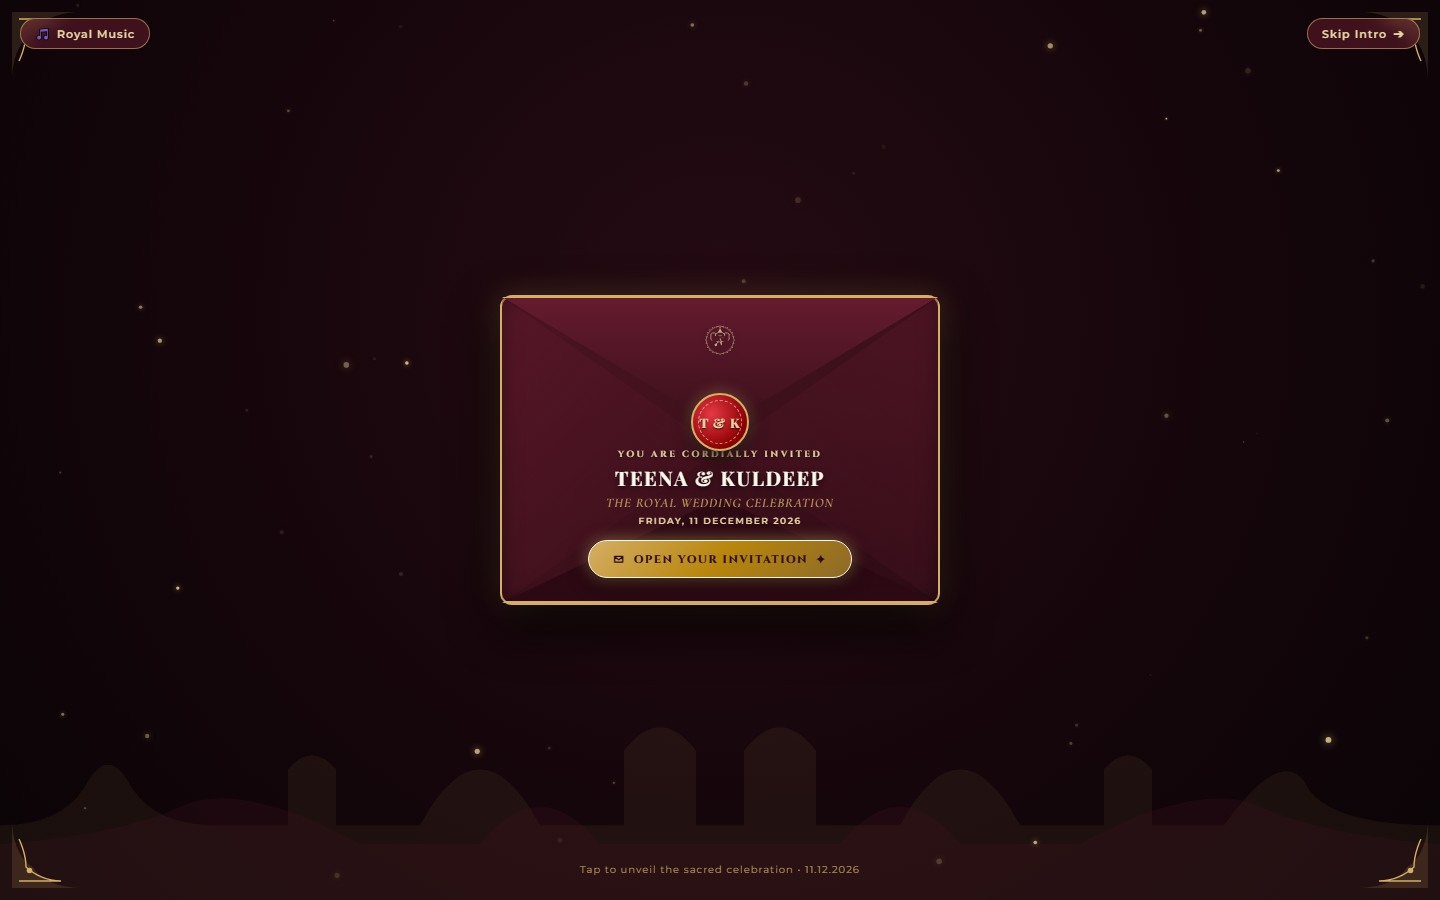 🎵 Royal Music
Skip Intro ➔
T & K
YOU ARE CORDIALLY INVITED
TEENA & KULDEEP
THE ROYAL WEDDING CELEBRATION
FRIDAY, 11 DECEMBER 2026
OPEN YOUR INVITATION ✦
Tap to unveil the sacred celebration • 11.12.2026